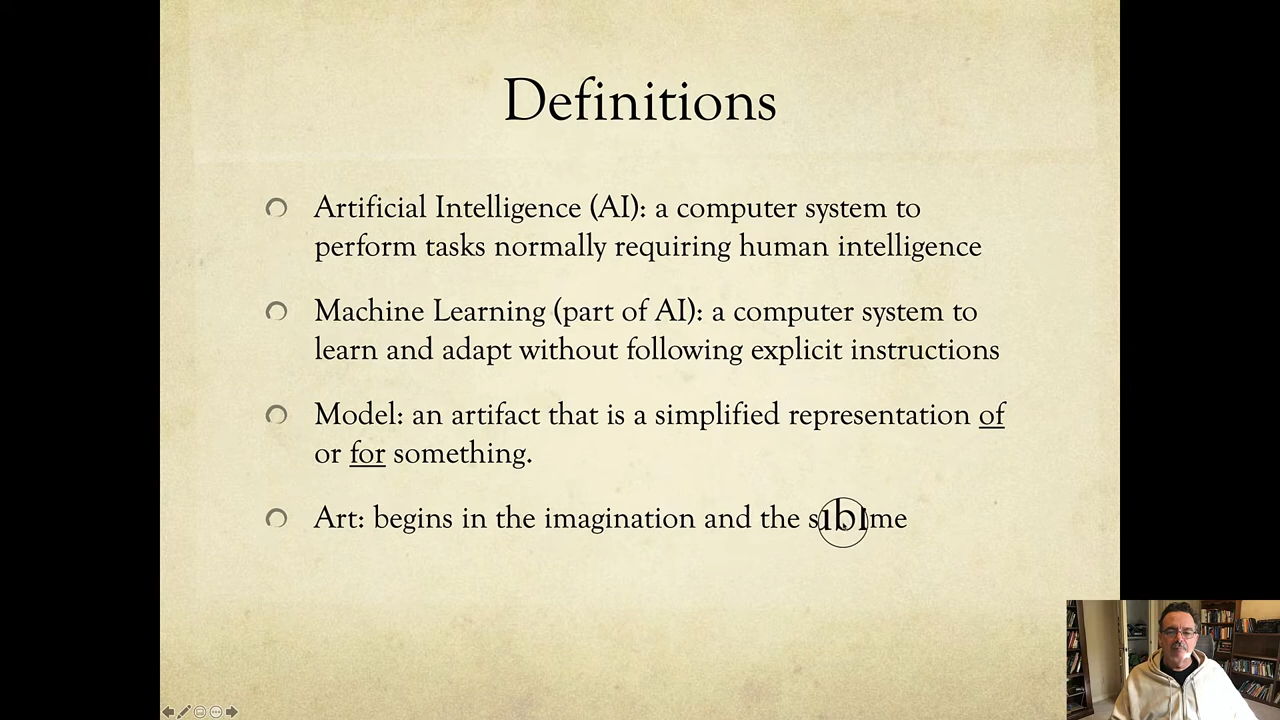 Definitions
Artificial Intelligence (AI): a computer system to
perform tasks normally requiring human intelligence
Machine Learning (part of AI): a computer system to
learn and adapt without following explicit instructions
Model: an artifact that is a simplified representation of
or for something.
Art: begins in the imagination and the sublime